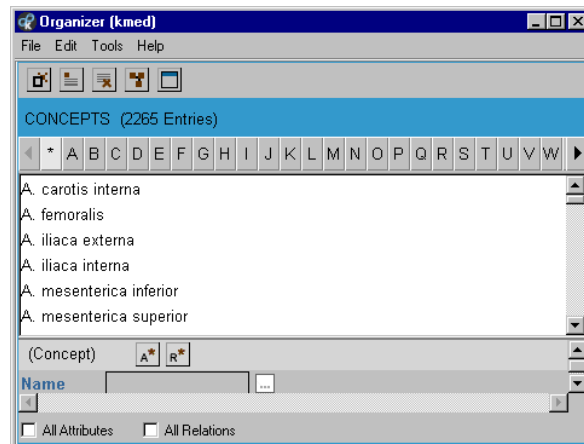 Organizer (kmed)
File Edit Tools Help
CONCEPTS (2265 Entries)
* A B C D E F G H I J K L M N O P Q R S T U V W
A. carotis interna
A. femoralis
A. iliaca externa
A. iliaca interna
A. mesenterica inferior
A. mesenterica superior
(Concept) A* R*
Name ...
All Attributes All Relations